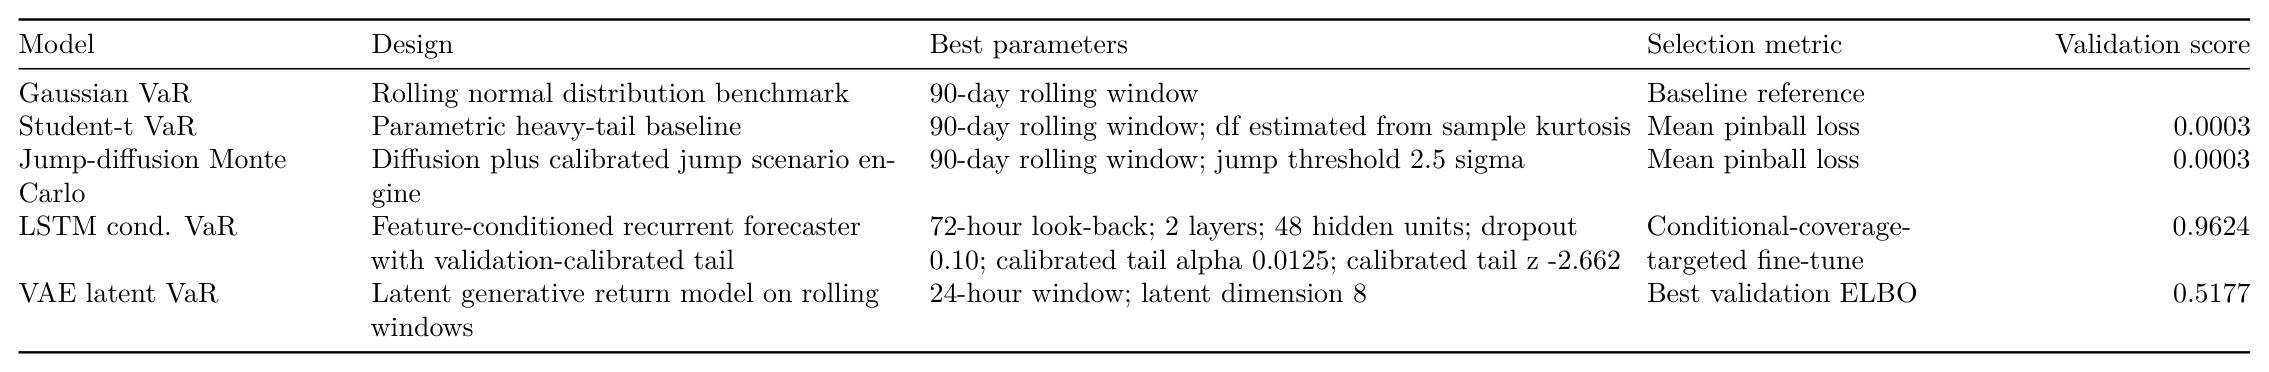 Model Design Best parameters Selection metric Validation score
Gaussian VaR Rolling normal distribution benchmark 90-day rolling window Baseline reference
Student-t VaR Parametric heavy-tail baseline 90-day rolling window; df estimated from sample kurtosis Mean pinball loss 0.0003
Jump-diffusion Monte Diffusion plus calibrated jump scenario en- 90-day rolling window; jump threshold 2.5 sigma Mean pinball loss 0.0003
Carlo gine
LSTM cond. VaR Feature-conditioned recurrent forecaster 72-hour look-back; 2 layers; 48 hidden units; dropout Conditional-coverage- 0.9624
with validation-calibrated tail 0.10; calibrated tail alpha 0.0125; calibrated tail z -2.662 targeted fine-tune
VAE latent VaR Latent generative return model on rolling 24-hour window; latent dimension 8 Best validation ELBO 0.5177
windows